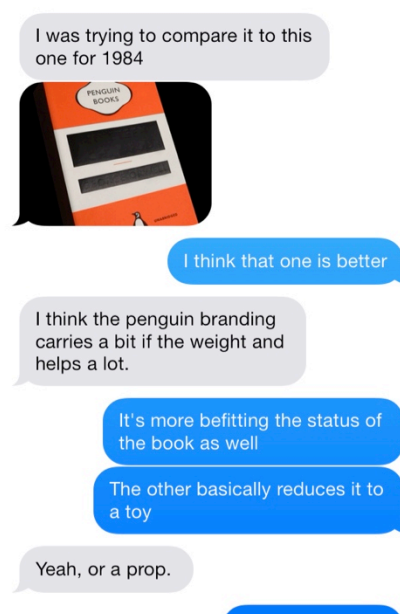 I was trying to compare it to this
one for 1984
PENGUIN
BOOKS
I think that one is better
I think the penguin branding
carries a bit if the weight and
helps a lot.
It's more befitting the status of
the book as well
The other basically reduces it to
a toy
Yeah, or a prop.